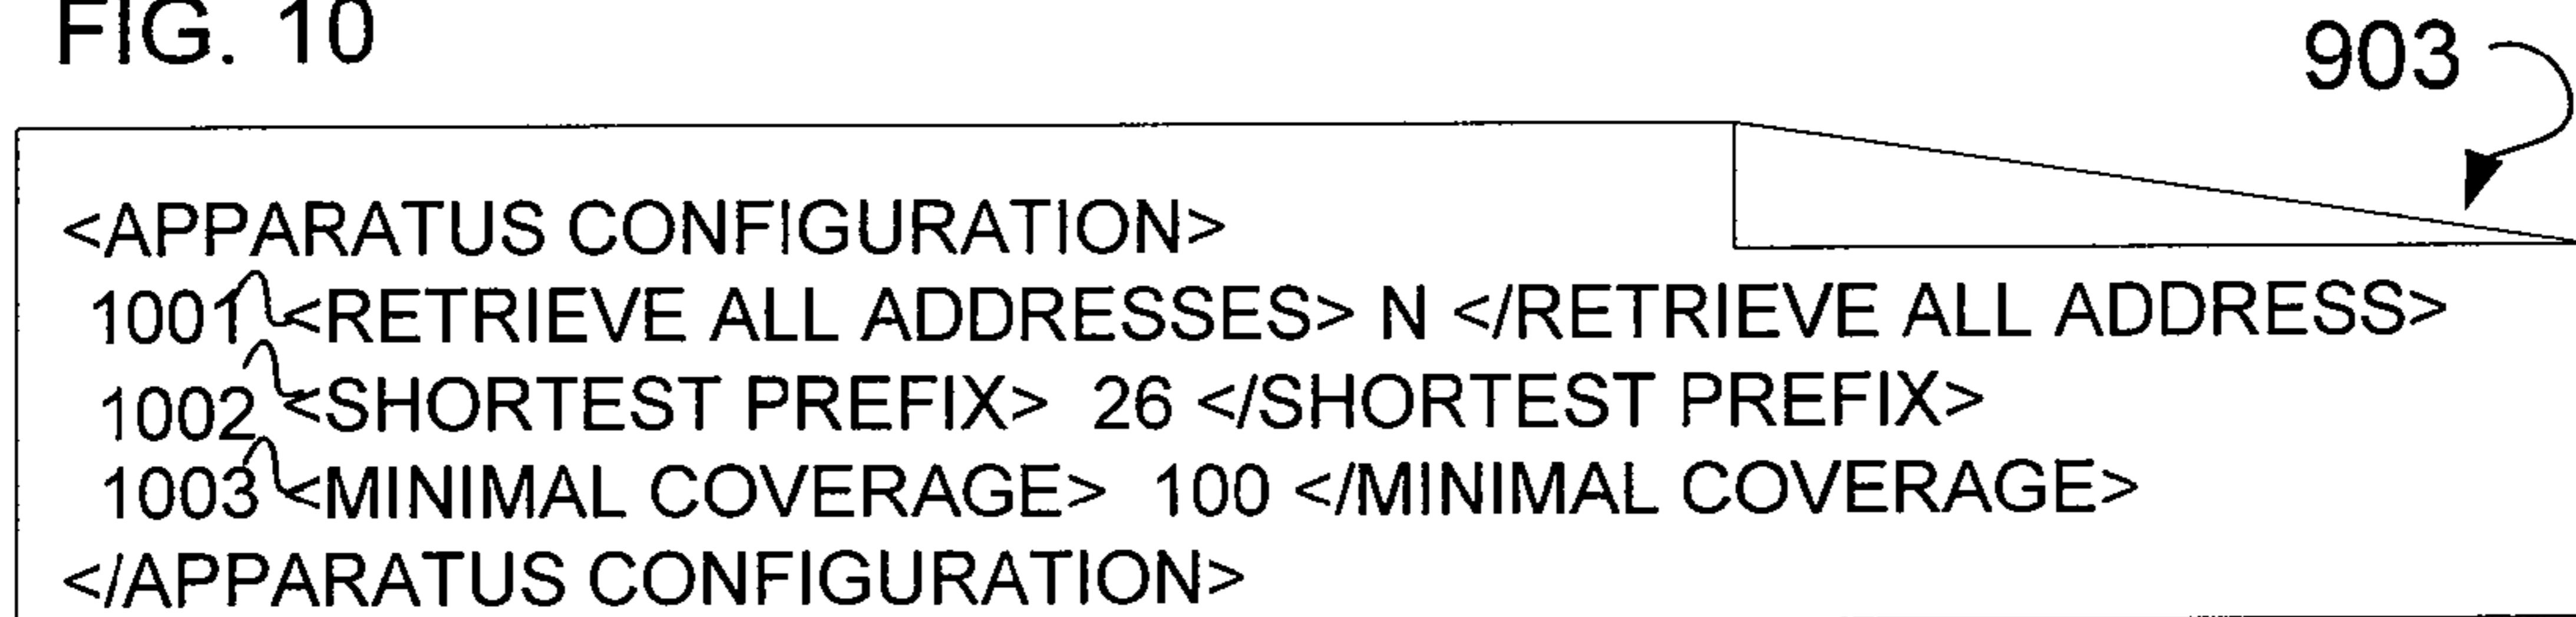 FIG. 10
903
<APPARATUS CONFIGURATION>
1001 <RETRIEVE ALL ADDRESSES> N </RETRIEVE ALL ADDRESS>
1002 <SHORTEST PREFIX> 26 </SHORTEST PREFIX>
1003 <MINIMAL COVERAGE> 100 </MINIMAL COVERAGE>
</APPARATUS CONFIGURATION>